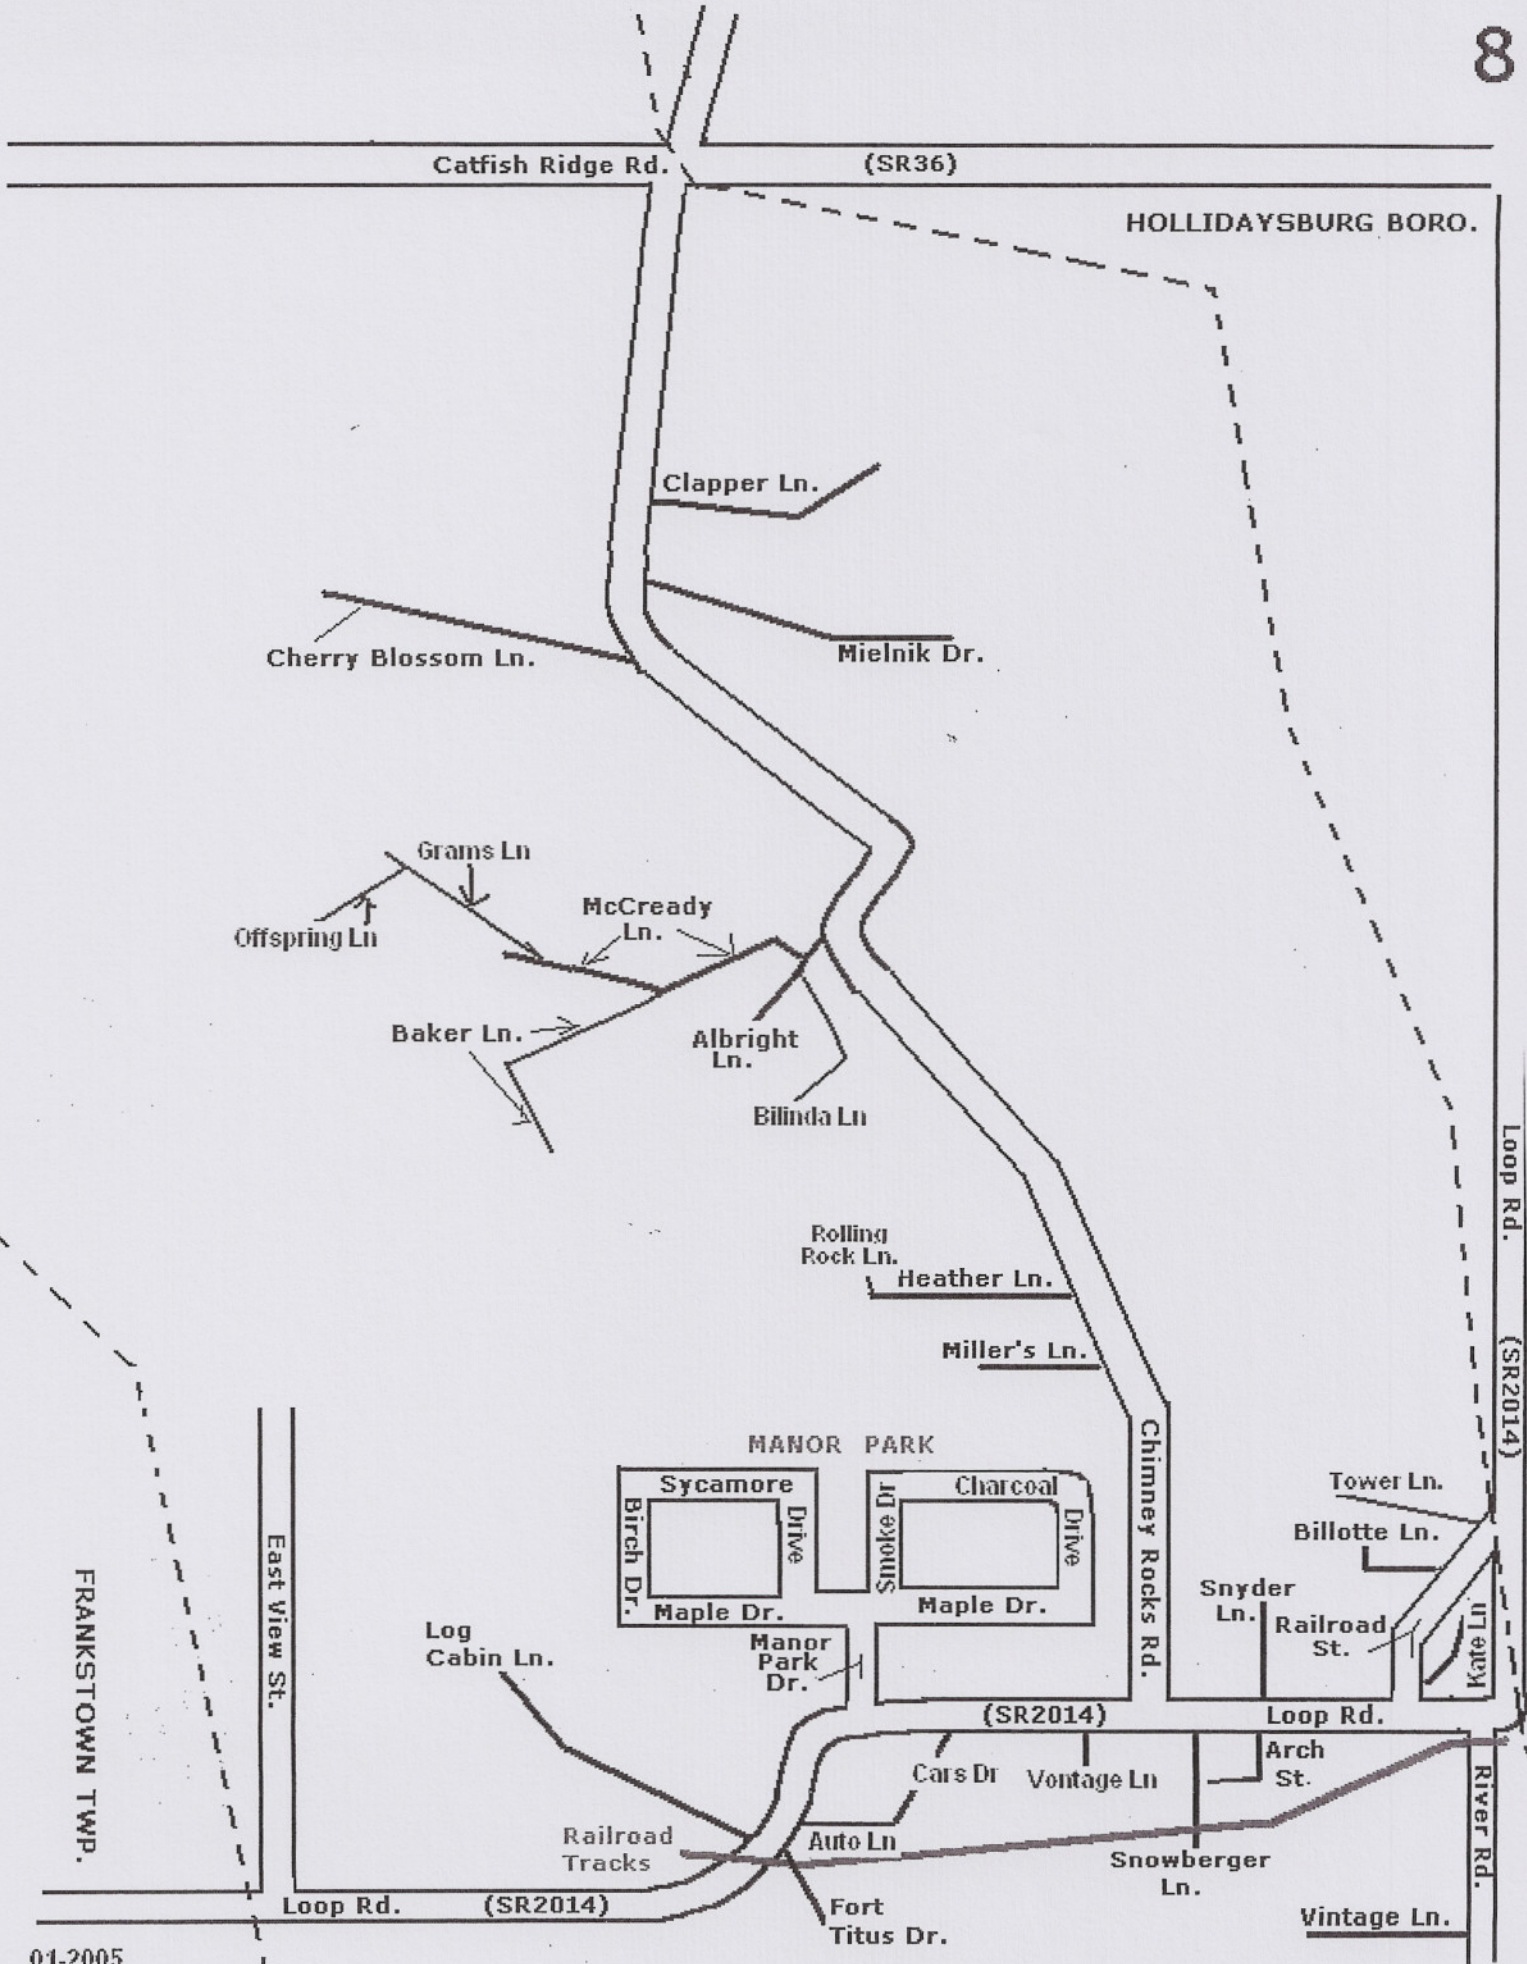 8
Catfish Ridge Rd.
(SR36)
HOLLIDAYSBURG BORO.
Clapper Ln.
Cherry Blossom Ln.
Mielnik Dr.
Grams Ln
McCready
Ln.
Offspring Ln
Baker Ln.
Albright
Ln.
Bilinda Ln
Loop Rd.
(SR2014)
Rolling
Rock Ln.
Heather Ln.
Miller's Ln.
Chimney Rocks Rd.
MANOR PARK
Sycamore
Drive
Birch Dr.
Maple Dr.
Smoke Dr
Charcoal
Drive
Maple Dr.
Manor
Park
Dr.
Tower Ln.
Billotte Ln.
Snyder
Ln.
Railroad
St.
Kate Ln
East View St.
FRANKSTOWN TWP.
Log
Cabin Ln.
(SR2014)
Loop Rd.
Arch
St.
Cars Dr
Vontage Ln
Auto Ln
Railroad
Tracks
Snowberger
Ln.
River Rd.
Loop Rd.
(SR2014)
Fort
Titus Dr.
Vintage Ln.
01-2005